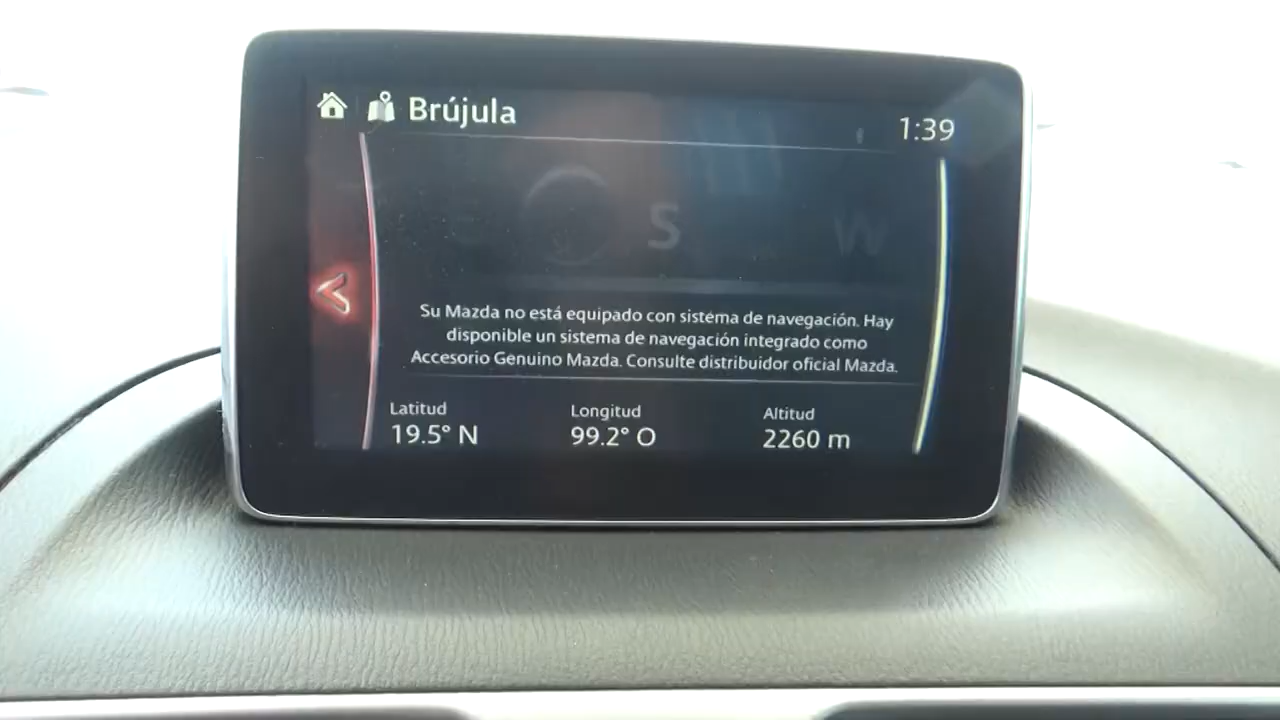 Brújula
1:39
S W
Su Mazda no está equipado con sistema de navegación. Hay
disponible un sistema de navegación integrado como
Accesorio Genuino Mazda. Consulte distribuidor oficial Mazda.
Latitud Longitud Altitud
19.5° N 99.2° O 2260 m